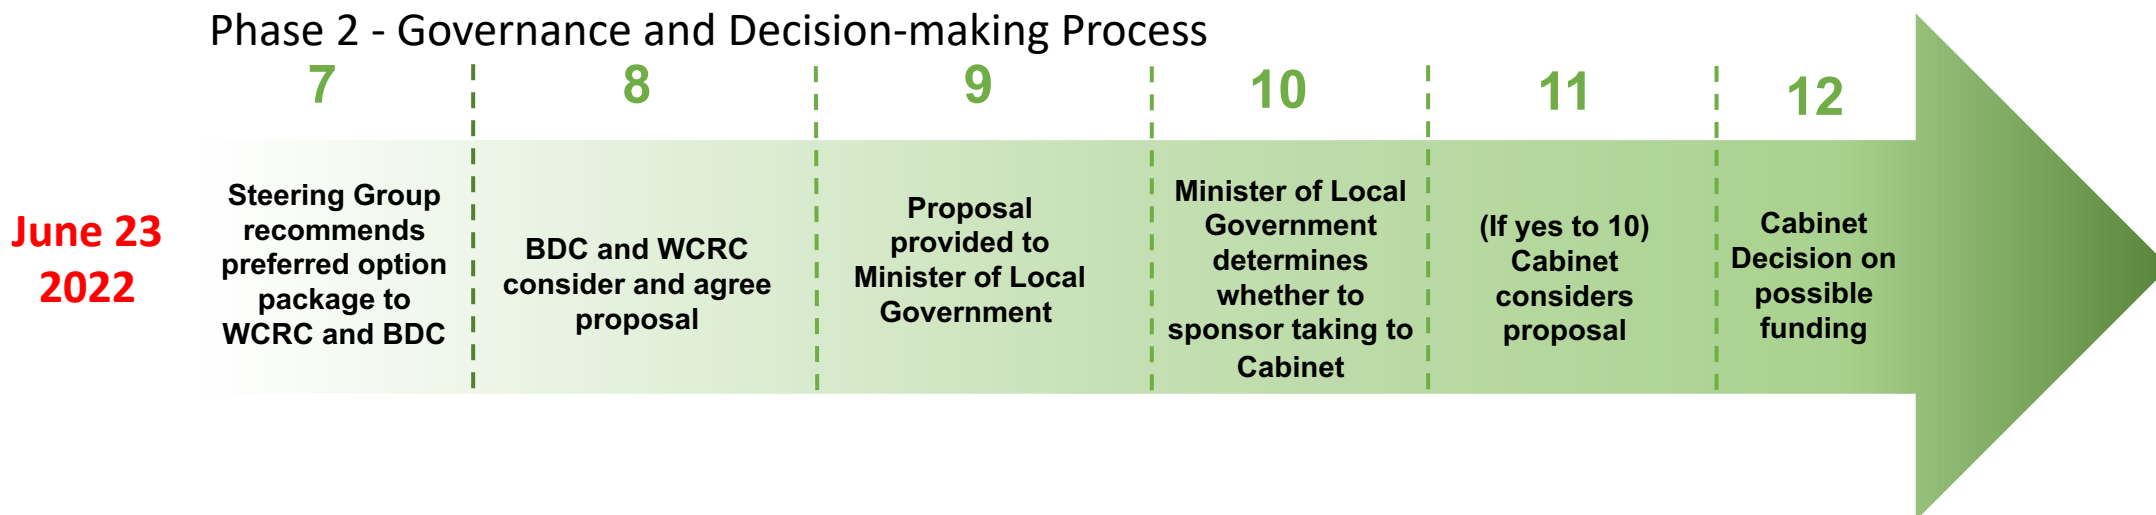 Phase 2 - Governance and Decision-making Process
7
8
9
10
11
12
June 23
2022
Steering Group
recommends
preferred option
package to
WCRC and BDC
BDC and WCRC
consider and agree
proposal
Proposal
provided to
Minister of Local
Government
Minister of Local
Government
determines
whether to
sponsor taking to
Cabinet
(If yes to 10)
Cabinet
considers
proposal
Cabinet
Decision on
possible
funding